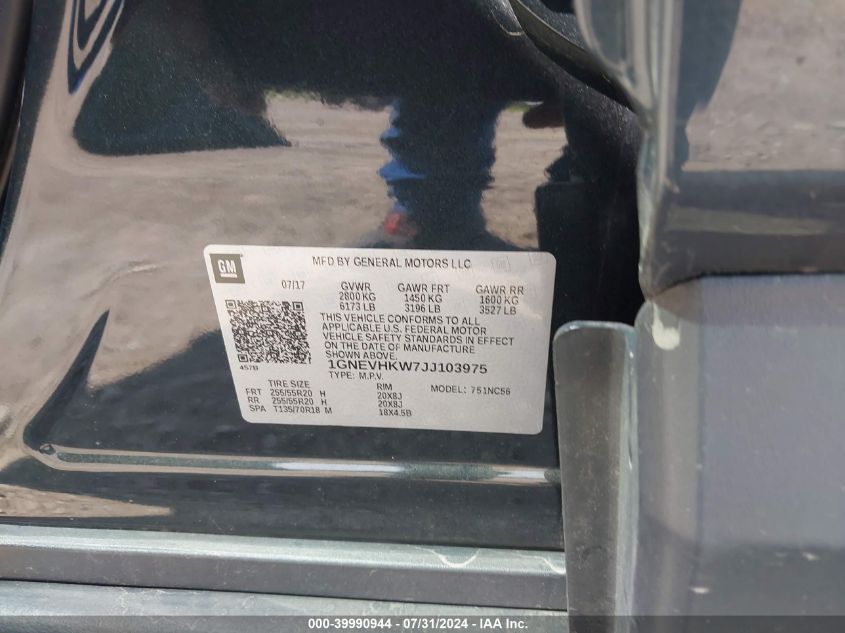 GM
MFD BY GENERAL MOTORS LLC
07/17 GVWR GAWR FRT GAWR RR
2800 KG 1450 KG 1600 KG
6173 LB 3196 LB 3527 LB
THIS VEHICLE CONFORMS TO ALL
APPLICABLE U.S. FEDERAL MOTOR
VEHICLE SAFETY STANDARDS IN EFFECT
ON THE DATE OF MANUFACTURE
SHOWN ABOVE.
457B
1GNEVHKW7JJ103975
TYPE: M.P.V. MODEL: 751NC56
TIRE SIZE RIM
FRT 255/55R20 H 20X8J
RR 255/55R20 H 20X8J
SPA T135/70R18 M 18X4.5B
000-39990944 / 07/31/2024 - IAA Inc.